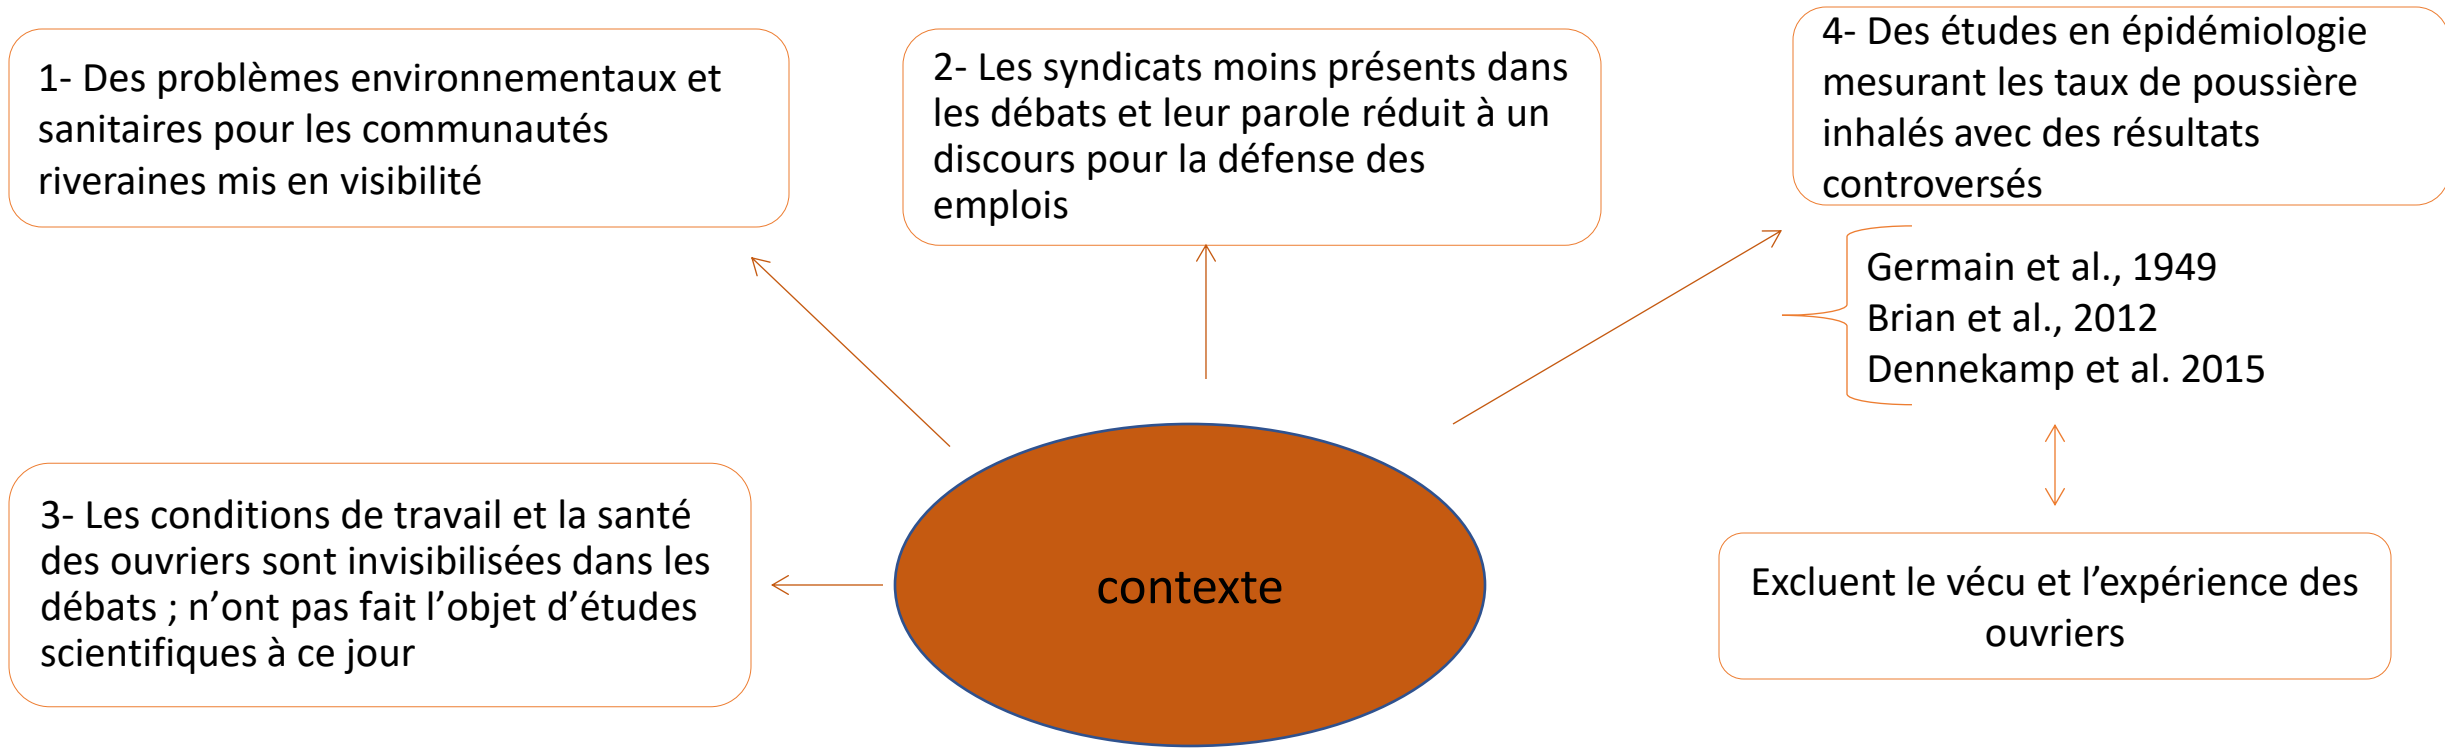 1- Des problèmes environnementaux et
sanitaires pour les communautés
riveraines mis en visibilité
2- Les syndicats moins présents dans
les débats et leur parole réduit à un
discours pour la défense des
emplois
4- Des études en épidémiologie
mesurant les taux de poussière
inhalés avec des résultats
controversés
Germain et al., 1949
Brian et al., 2012
Dennekamp et al. 2015
3- Les conditions de travail et la santé
des ouvriers sont invisibilisées dans les
débats ; n’ont pas fait l’objet d’études
scientifiques à ce jour
contexte
Excluent le vécu et l’expérience des
ouvriers